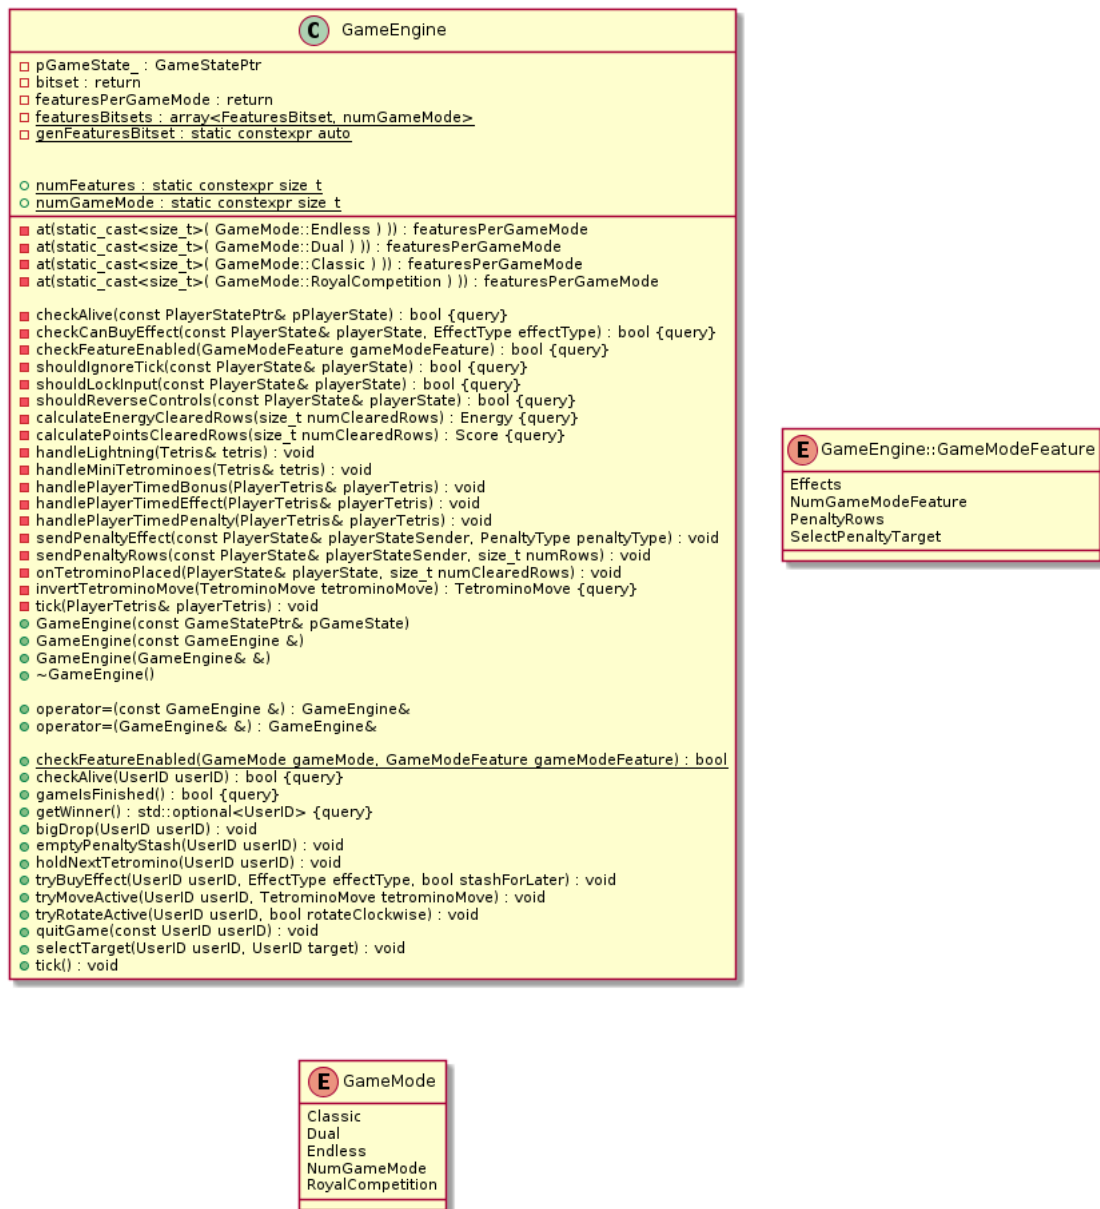 C GameEngine
pGameState_ : GameStatePtr
bitset : return
featuresPerGameMode : return
featuresBitsets : array<FeaturesBitset, numGameMode>
genFeaturesBitset : static constexpr auto
numFeatures : static constexpr size_t
numGameMode : static constexpr size_t
at(static_cast<size_t>( GameMode::Endless ) )) : featuresPerGameMode
at(static_cast<size_t>( GameMode::Dual ) )) : featuresPerGameMode
at(static_cast<size_t>( GameMode::Classic ) )) : featuresPerGameMode
at(static_cast<size_t>( GameMode::RoyalCompetition ) )) : featuresPerGameMode
checkAlive(const PlayerStatePtr& pPlayerState) : bool {query}
checkCanBuyEffect(const PlayerState& playerState, EffectType effectType) : bool {query}
checkFeatureEnabled(GameModeFeature gameModeFeature) : bool {query}
shouldIgnoreTick(const PlayerState& playerState) : bool {query}
shouldLockInput(const PlayerState& playerState) : bool {query}
shouldReverseControls(const PlayerState& playerState) : bool {query}
calculateEnergyClearedRows(size_t numClearedRows) : Energy {query}
calculatePointsClearedRows(size_t numClearedRows) : Score {query}
handleLightning(Tetris& tetris) : void
handleMiniTetrominoes(Tetris& tetris) : void
handlePlayerTimedBonus(PlayerTetris& playerTetris) : void
handlePlayerTimedEffect(PlayerTetris& playerTetris) : void
handlePlayerTimedPenalty(PlayerTetris& playerTetris) : void
sendPenaltyEffect(const PlayerState& playerStateSender, PenaltyType penaltyType) : void
sendPenaltyRows(const PlayerState& playerStateSender, size_t numRows) : void
onTetrominoPlaced(PlayerState& playerState, size_t numClearedRows) : void
invertTetrominoMove(TetrominoMove tetrominoMove) : TetrominoMove {query}
tick(PlayerTetris& playerTetris) : void
GameEngine(const GameStatePtr& pGameState)
GameEngine(const GameEngine &)
GameEngine(GameEngine& &)
~GameEngine()
operator=(const GameEngine &) : GameEngine&
operator=(GameEngine& &) : GameEngine&
checkFeatureEnabled(GameMode gameMode, GameModeFeature gameModeFeature) : bool
checkAlive(UserID userID) : bool {query}
gameIsFinished() : bool {query}
getWinner() : std::optional<UserID> {query}
bigDrop(UserID userID) : void
emptyPenaltyStash(UserID userID) : void
holdNextTetromino(UserID userID) : void
tryBuyEffect(UserID userID, EffectType effectType, bool stashForLater) : void
tryMoveActive(UserID userID, TetrominoMove tetrominoMove) : void
tryRotateActive(UserID userID, bool rotateClockwise) : void
quitGame(const UserID userID) : void
selectTarget(UserID userID, UserID target) : void
tick() : void
E GameEngine::GameModeFeature
Effects
NumGameModeFeature
PenaltyRows
SelectPenaltyTarget
E GameMode
Classic
Dual
Endless
NumGameMode
RoyalCompetition